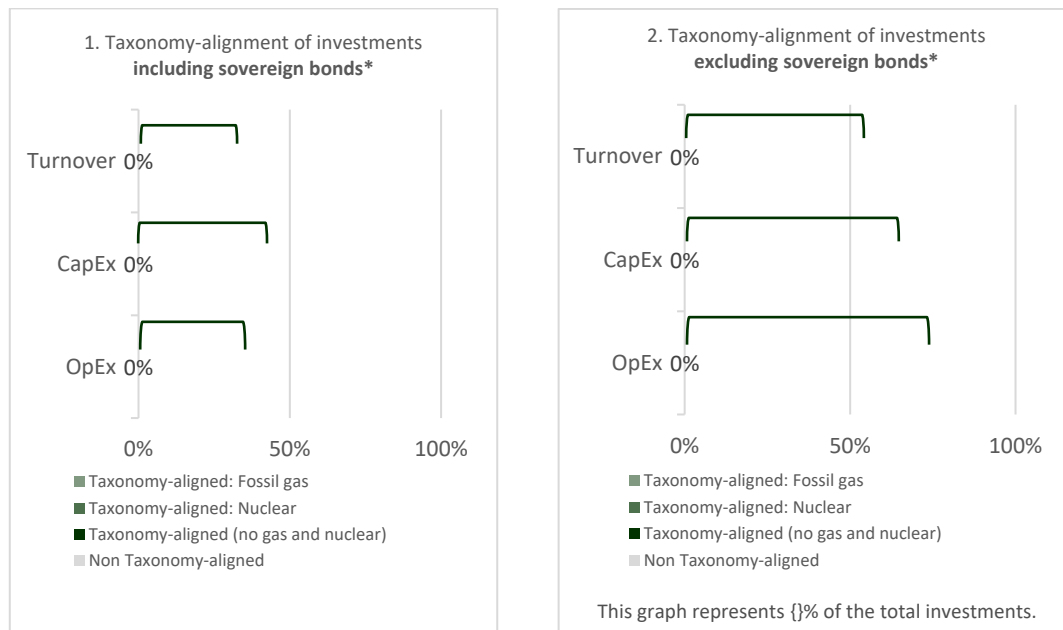 1. Taxonomy-alignment of investments
including sovereign bonds*
Turnover 0%
CapEx 0%
OpEx 0%
0% 50% 100%
Taxonomy-aligned: Fossil gas
Taxonomy-aligned: Nuclear
Taxonomy-aligned (no gas and nuclear)
Non Taxonomy-aligned
2. Taxonomy-alignment of investments
excluding sovereign bonds*
Turnover 0%
CapEx 0%
OpEx 0%
0% 50% 100%
Taxonomy-aligned: Fossil gas
Taxonomy-aligned: Nuclear
Taxonomy-aligned (no gas and nuclear)
Non Taxonomy-aligned
This graph represents {}% of the total investments.